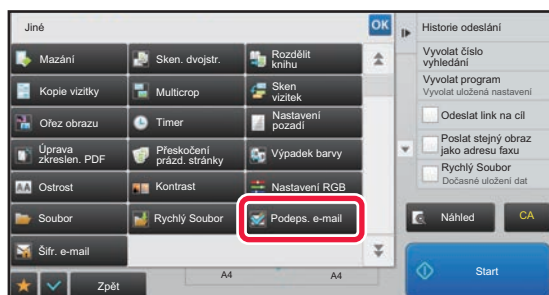 Jiné
OK
Mazání
Sken. dvojstr.
Rozdělit
knihu
Kopie vizitky
Multicrop
Sken
vizitek
Ořez obrazu
Timer
Nastavení
pozadí
Úprava
zkreslen. PDF
Přeskočení
prázd. stránky
Výpadek barvy
AA
Ostrost
Kontrast
Nastavení RGB
Soubor
Rychlý Soubor
Podeps. e-mail
Šifr. e-mail
Zpět
A4
A4
Historie odeslání
Vyvolat číslo
vyhledání
Vyvolat program
Vyvolat uložená nastavení
Odeslat link na cíl
Poslat stejný obraz
jako adresu faxu
Rychlý Soubor
Dočasné uložení dat
Náhled
CA
Start